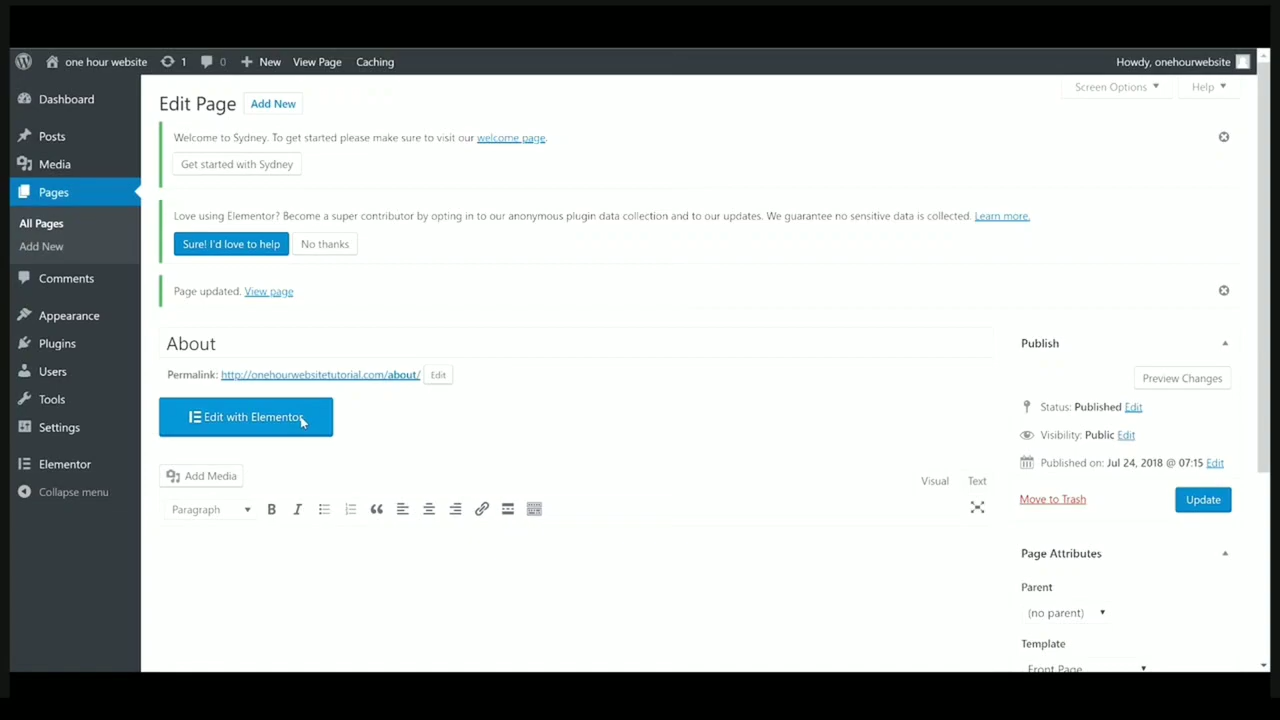 one hour website 1 0 New View Page Caching Howdy, onehourwebsite
Screen Options Help
Dashboard
Posts
Media
Pages
All Pages
Add New
Comments
Appearance
Plugins
Users
Tools
Settings
Elementor
Collapse menu
Edit Page Add New
Welcome to Sydney. To get started please make sure to visit our welcome page.
Get started with Sydney
Love using Elementor? Become a super contributor by opting in to our anonymous plugin data collection and to our updates. We guarantee no sensitive data is collected. Learn more.
Sure! I'd love to help No thanks
Page updated. View page
About
Permalink: http://onehourwebsitetutorial.com/about/ Edit
Edit with Elementor
Add Media
Visual Text
Paragraph B I
Publish
Preview Changes
Status: Published Edit
Visibility: Public Edit
Published on: Jul 24, 2018 @ 07:15 Edit
Move to Trash Update
Page Attributes
Parent
(no parent)
Template
Front Page